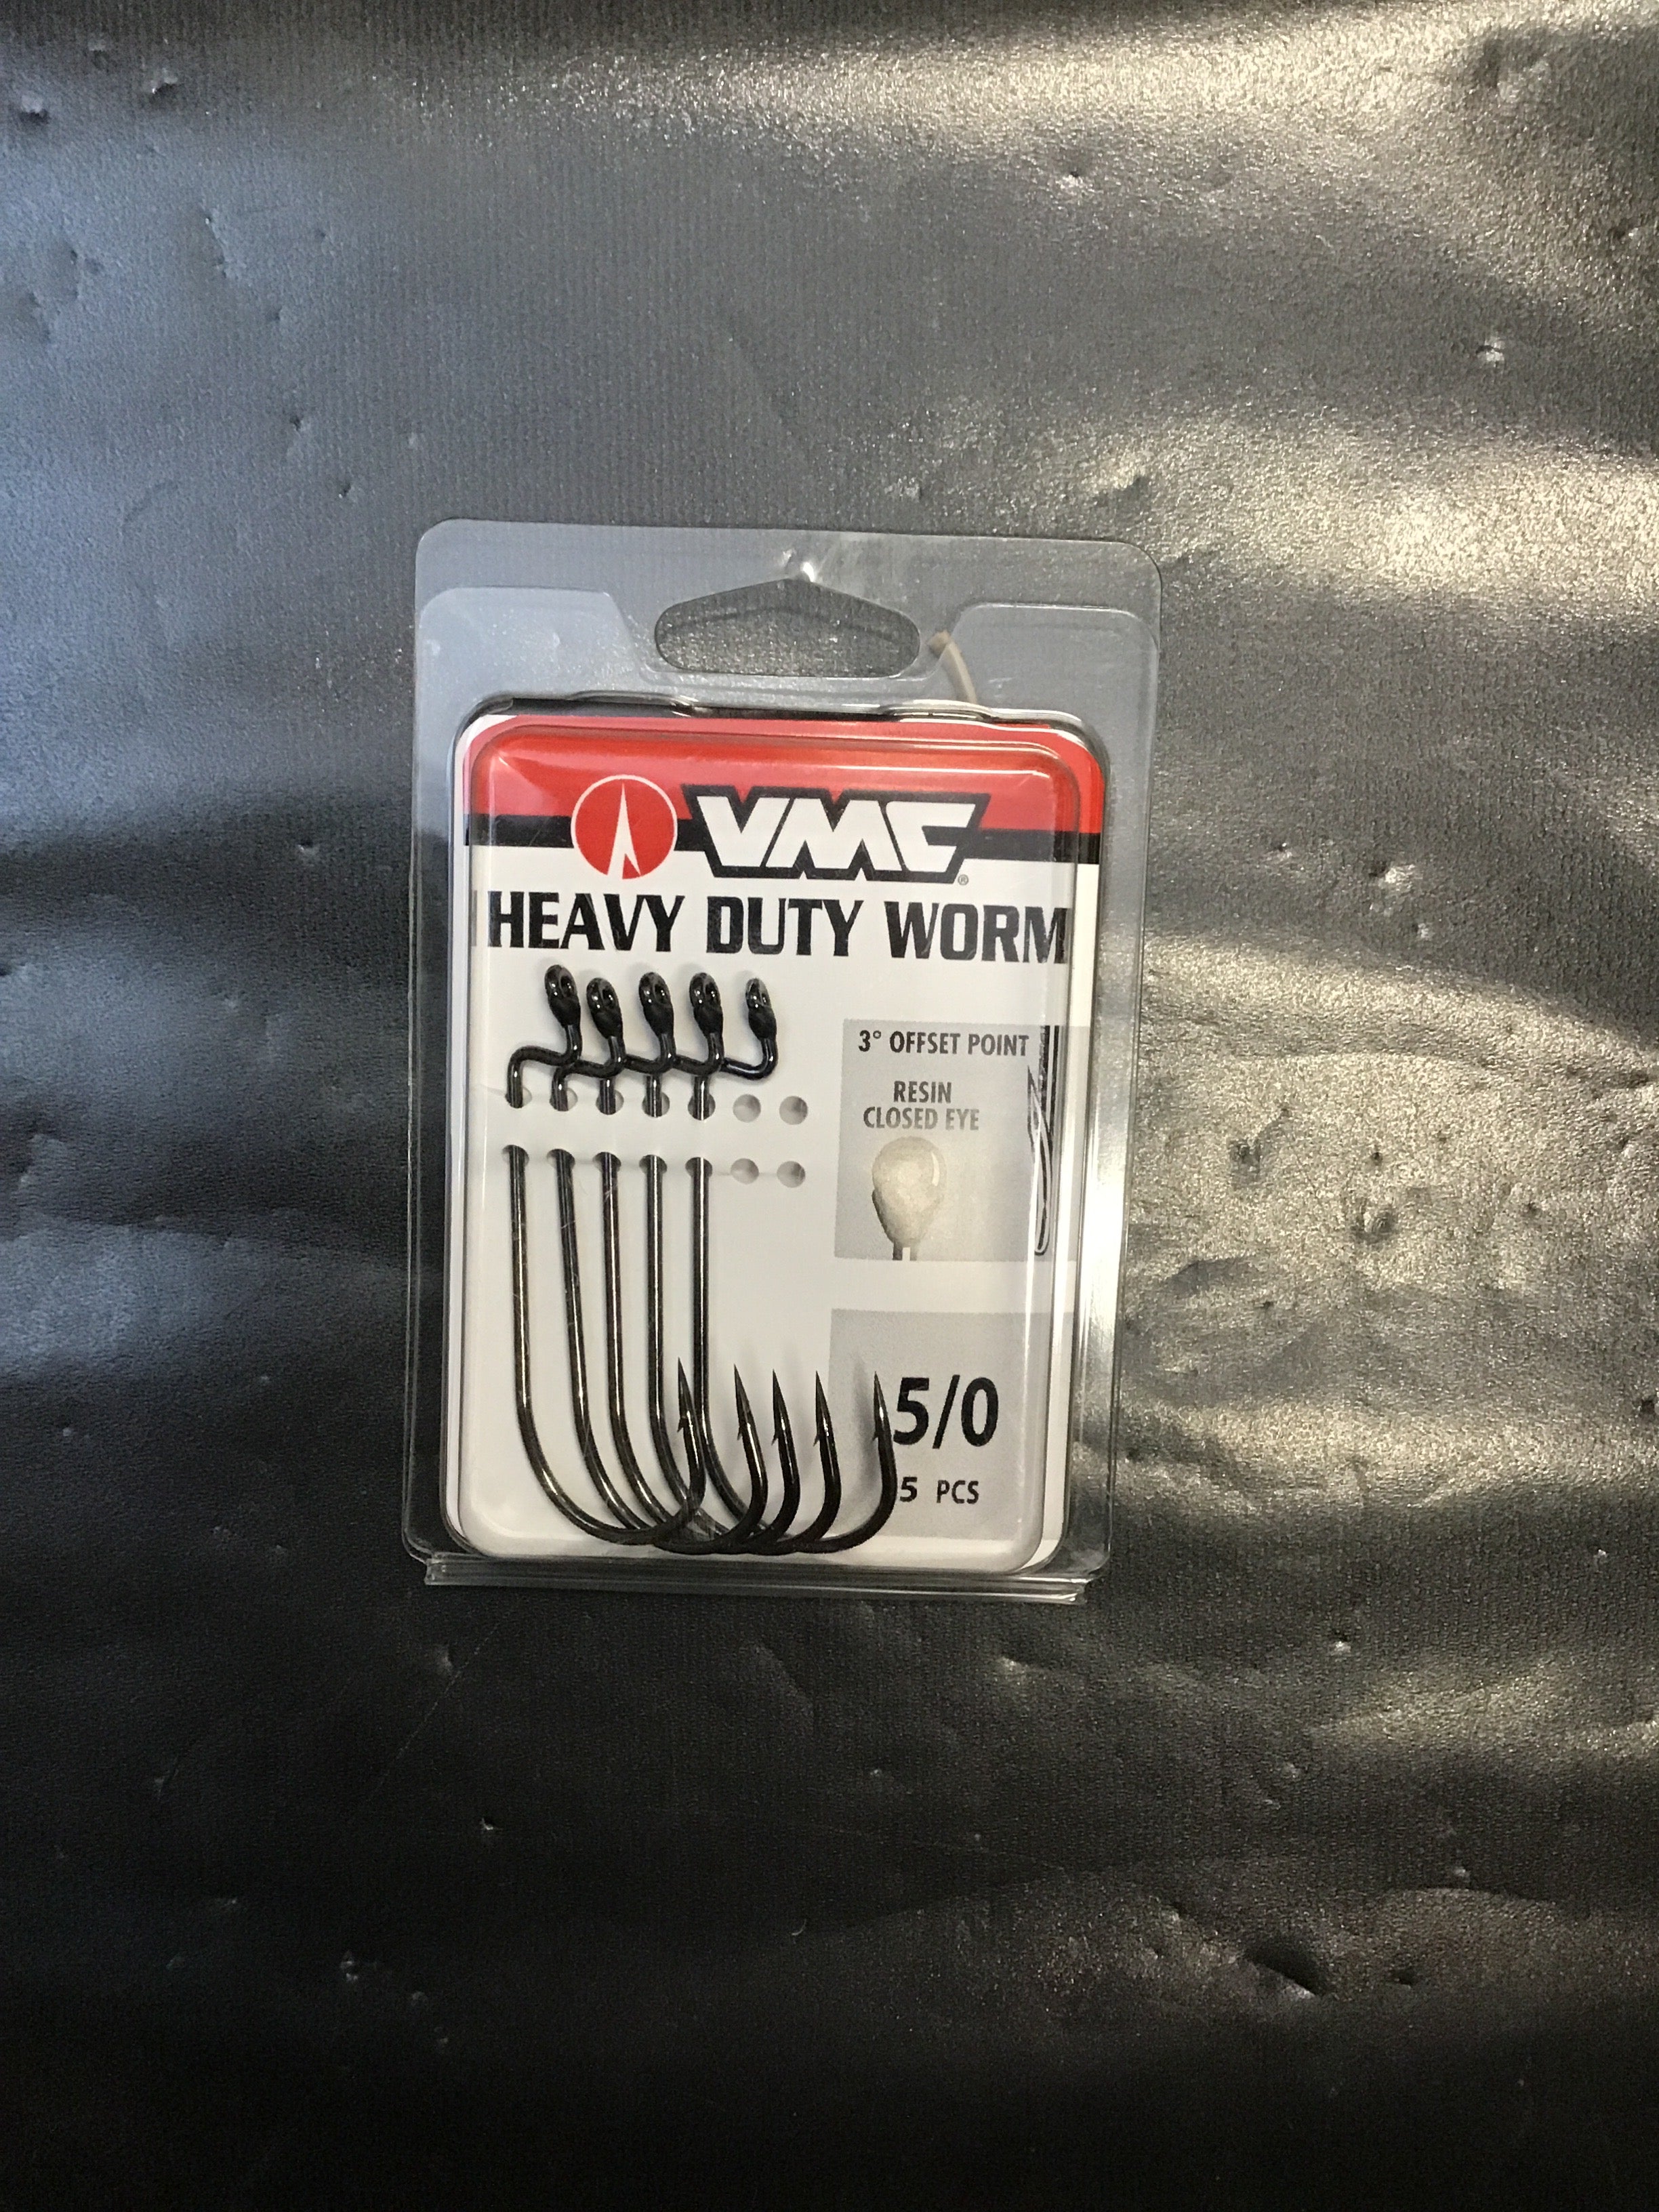 VMC®
HEAVY DUTY WORM
3° OFFSET POINT
RESIN
CLOSED EYE
5/0
5 PCS